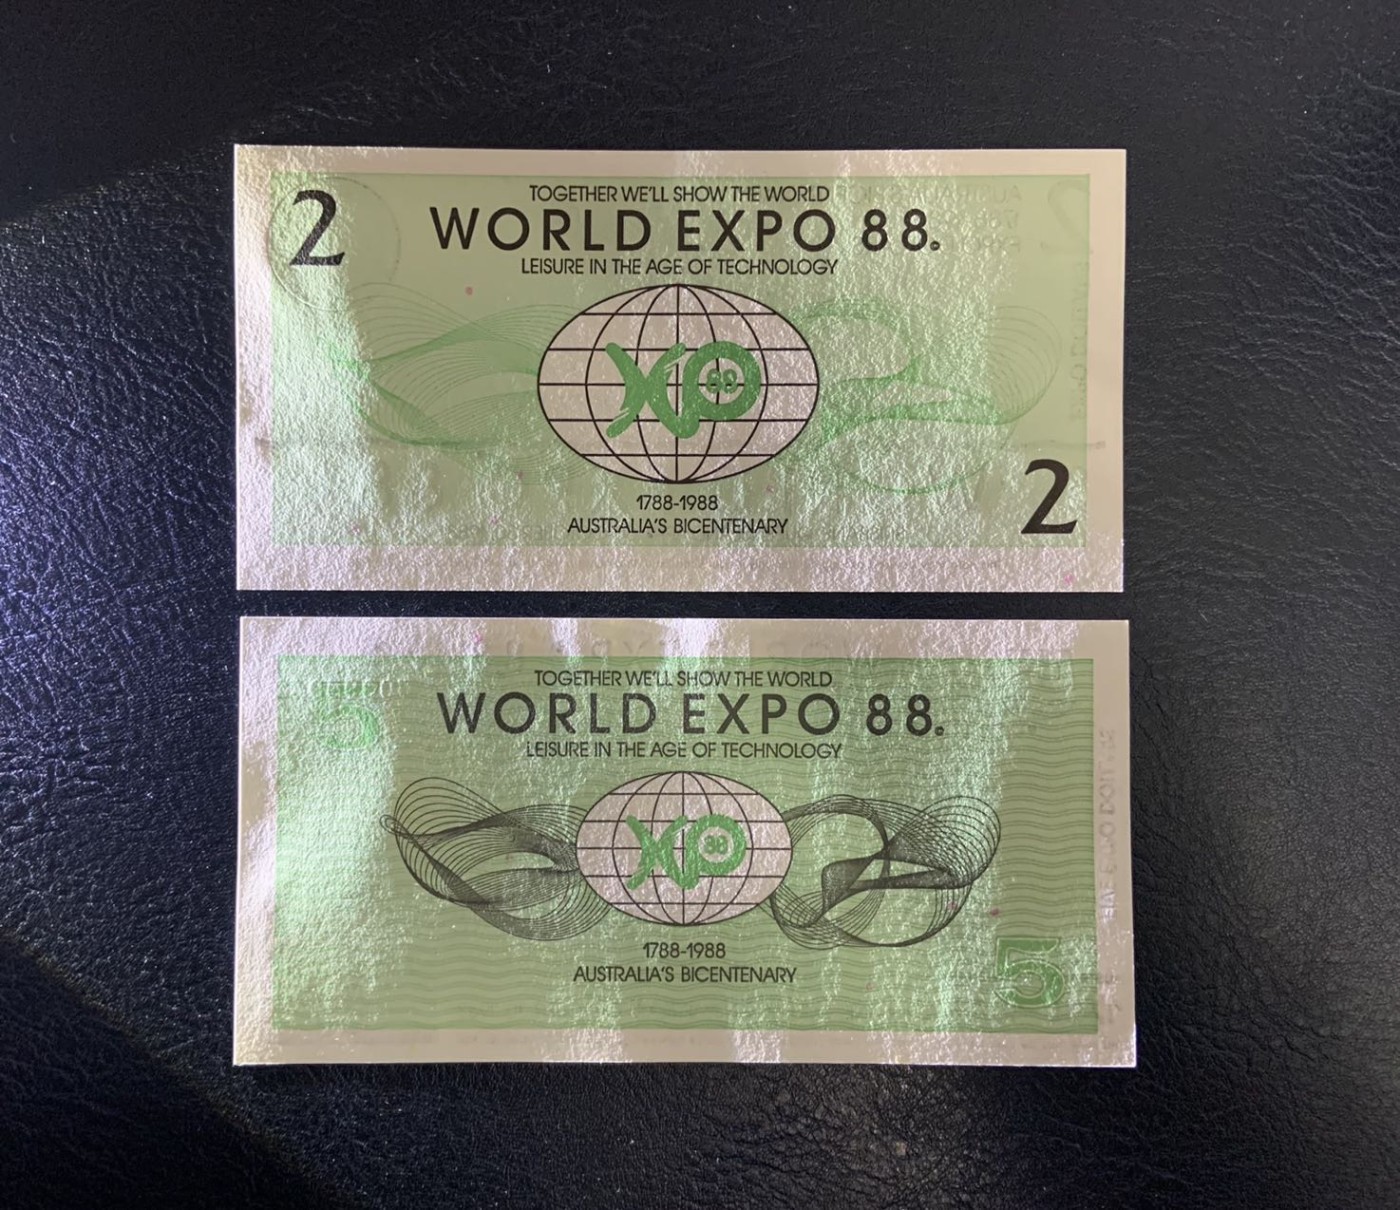 2
TOGETHER WE'LL SHOW THE WORLD
WORLD EXPO 88.
LEISURE IN THE AGE OF TECHNOLOGY
XPO
88
1788-1988
AUSTRALIA'S BICENTENARY
2
5
TOGETHER WE'LL SHOW THE WORLD
WORLD EXPO 88.
LEISURE IN THE AGE OF TECHNOLOGY
XPO
88
1788-1988
AUSTRALIA'S BICENTENARY
5